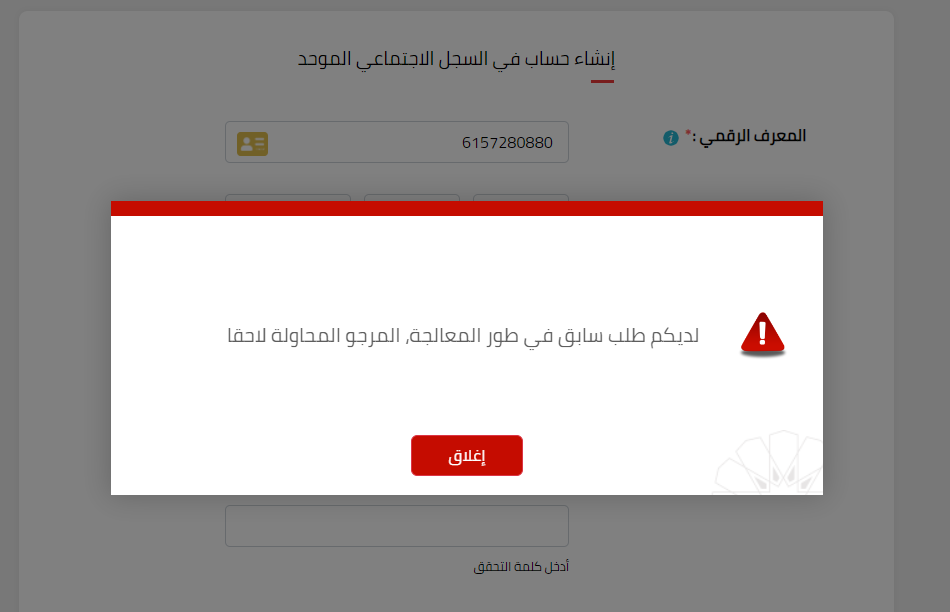 إنشاء حساب في السجل الاجتماعي الموحد
المعرف الرقمي :*
6157280880
لديكم طلب سابق في طور المعالجة, المرجو المحاولة لاحقا
إغلاق
أدخل كلمة التحقق